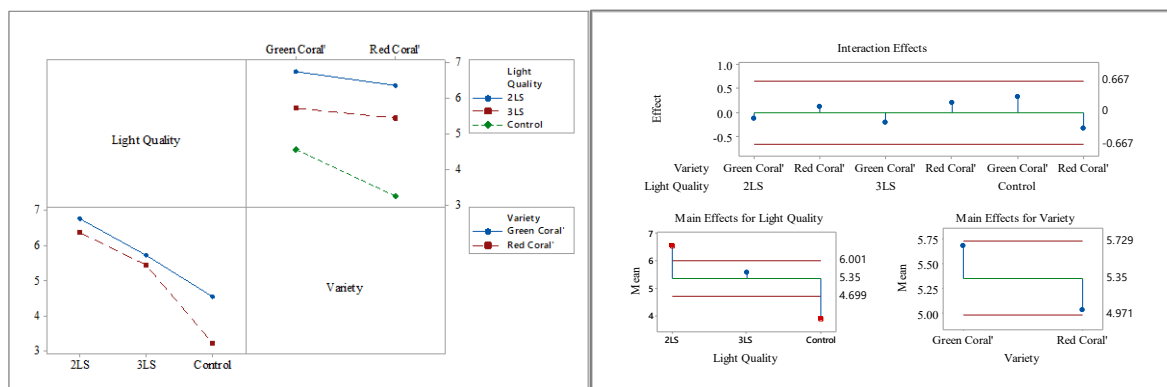 Green Coral' Red Coral'
Light
Quality
2LS
3LS
Control
7
6
5
4
3
Light Quality
7
6
5
4
3
Variety
Green Coral'
Red Coral'
Variety
2LS 3LS Control
Interaction Effects
Effect
1.0
0.5
0.0
-0.5
0.667
0
-0.667
Variety Green Coral' Red Coral' Green Coral' Red Coral' Green Coral' Red Coral'
Light Quality 2LS 3LS Control
Main Effects for Light Quality
Mean
7
6
5
4
6.001
5.35
4.699
2LS 3LS Control
Light Quality
Main Effects for Variety
Mean
5.75
5.50
5.25
5.00
5.729
5.35
4.971
Green Coral' Red Coral'
Variety